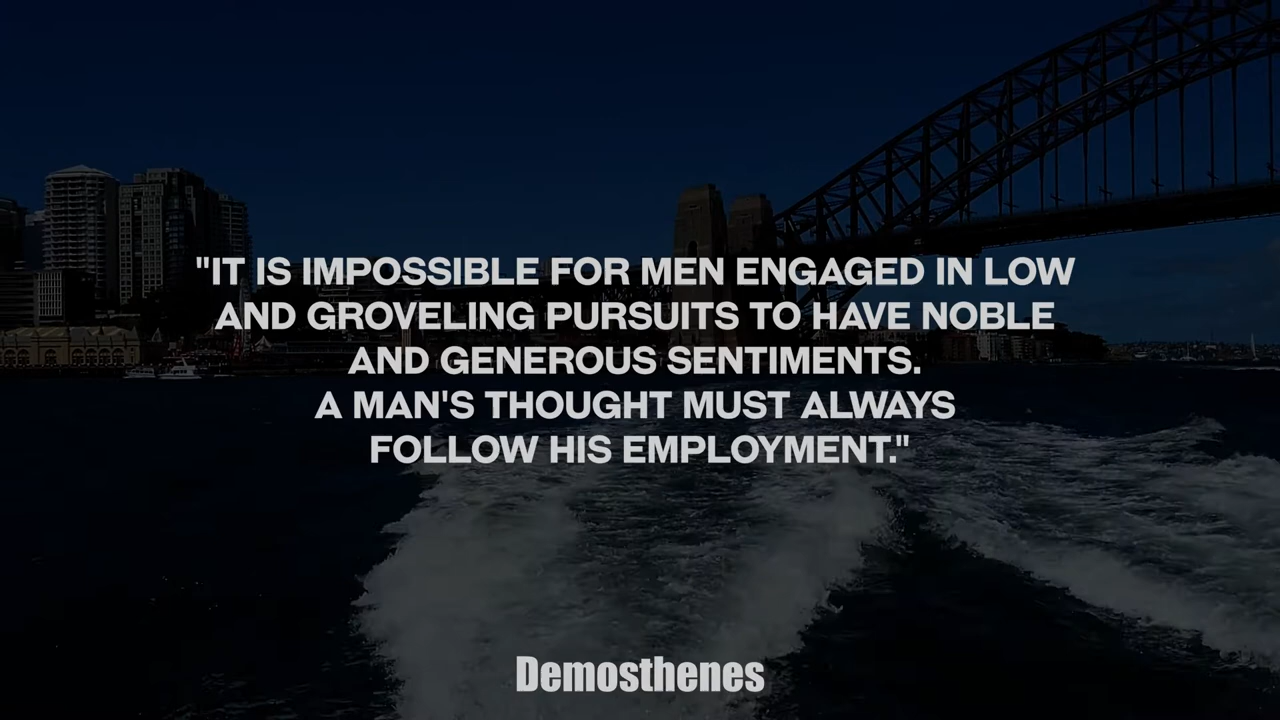 "IT IS IMPOSSIBLE FOR MEN ENGAGED IN LOW
AND GROVELING PURSUITS TO HAVE NOBLE
AND GENEROUS SENTIMENTS.
A MAN'S THOUGHT MUST ALWAYS
FOLLOW HIS EMPLOYMENT."
Demosthenes